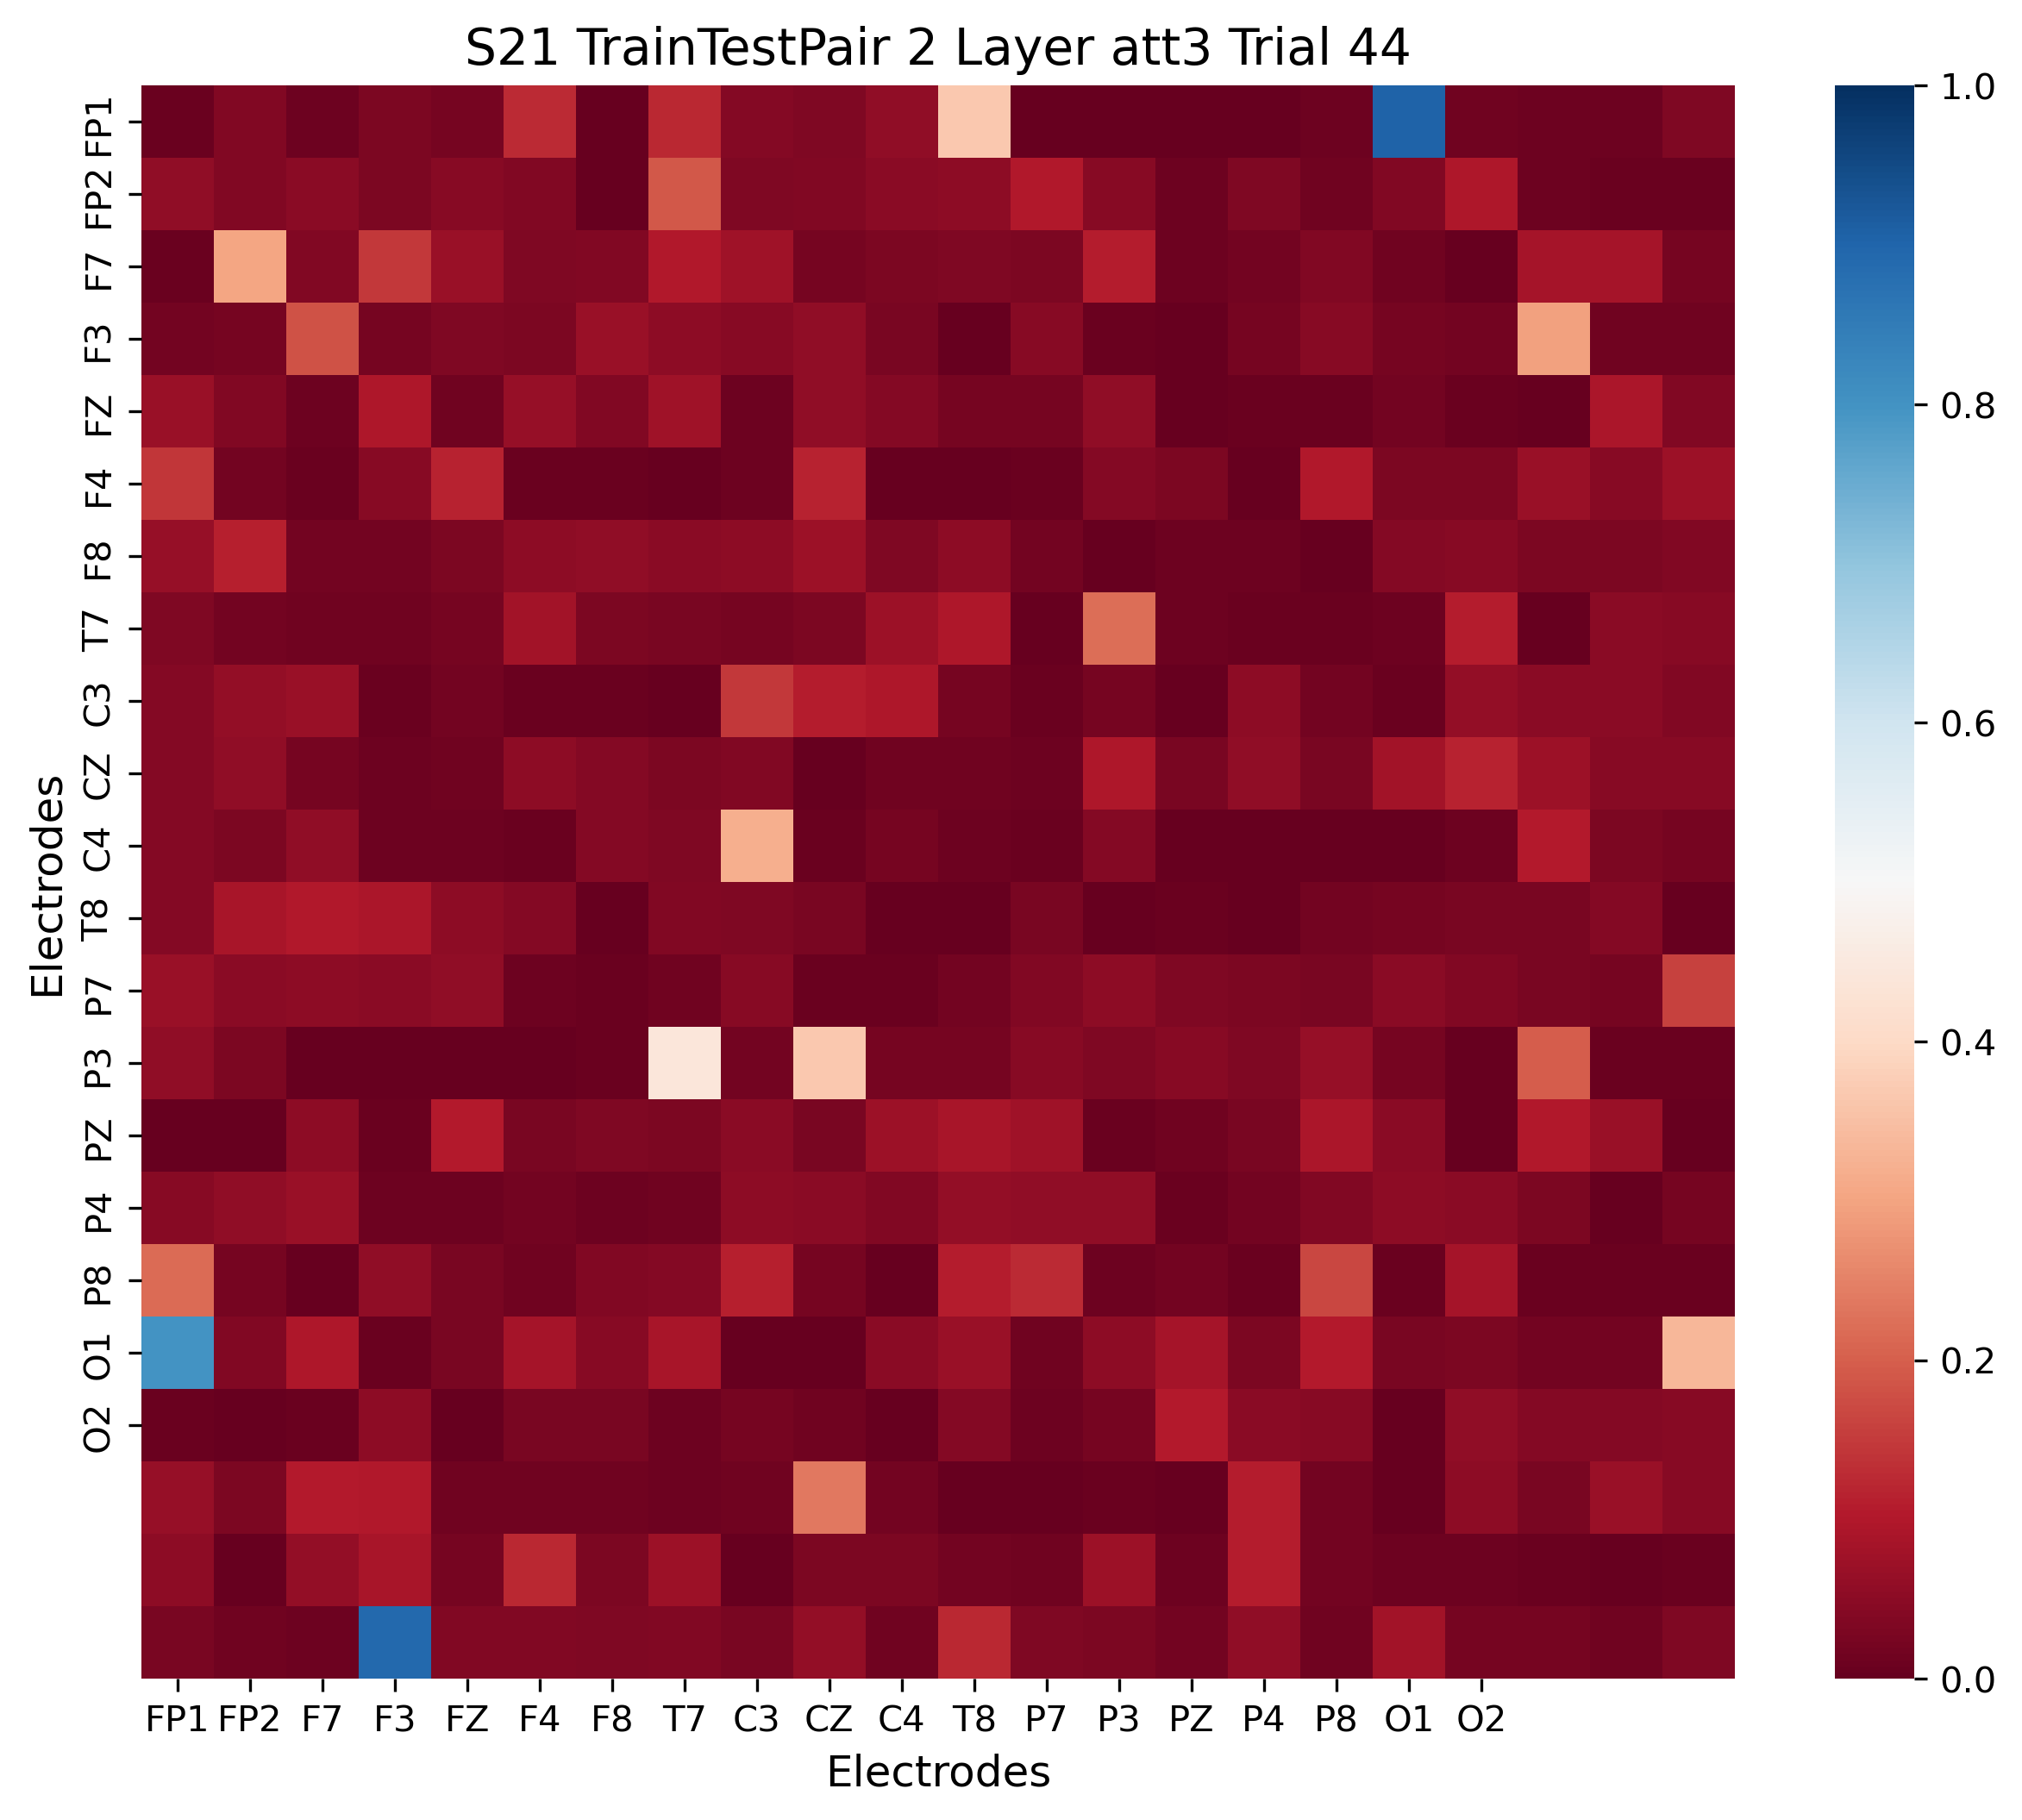 S21 TrainTestPair 2 Layer att3 Trial 44
Electrodes
FP1
FP2
F7
F3
FZ
F4
F8
T7
C3
CZ
C4
T8
P7
P3
PZ
P4
P8
O1
O2
FP1 FP2 F7 F3 FZ F4 F8 T7 C3 CZ C4 T8 P7 P3 PZ P4 P8 O1 O2
Electrodes
1.0
0.8
0.6
0.4
0.2
0.0